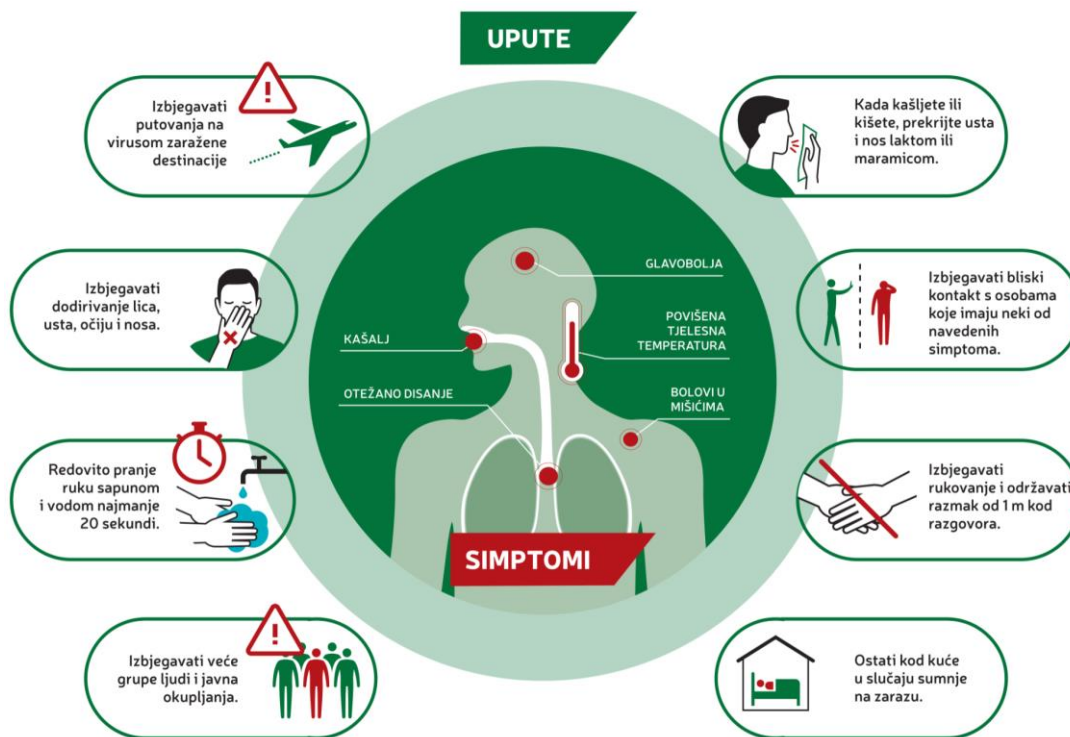 UPUTE
Izbjegavati
putovanja na
virusom zaražene
destinacije
Kada kašljete ili
kišete, prekrijte usta
i nos laktom ili
maramicom.
Izbjegavati
dodirivanje lica,
usta, očiju i nosa.
Izbjegavati bliski
kontakt s osobama
koje imaju neki od
navedenih
simptoma.
Redovito pranje
ruku sapunom
i vodom najmanje
20 sekundi.
Izbjegavati
rukovanje i održavati
razmak od 1 m kod
razgovora.
Izbjegavati veće
grupe ljudi i javna
okupljanja.
Ostati kod kuće
u slučaju sumnje
na zarazu.
GLAVOBOLJA
POVIŠENA
TJELESNA
TEMPERATURA
KAŠALJ
OTEŽANO DISANJE
BOLOVI U
MIŠIĆIMA
SIMPTOMI